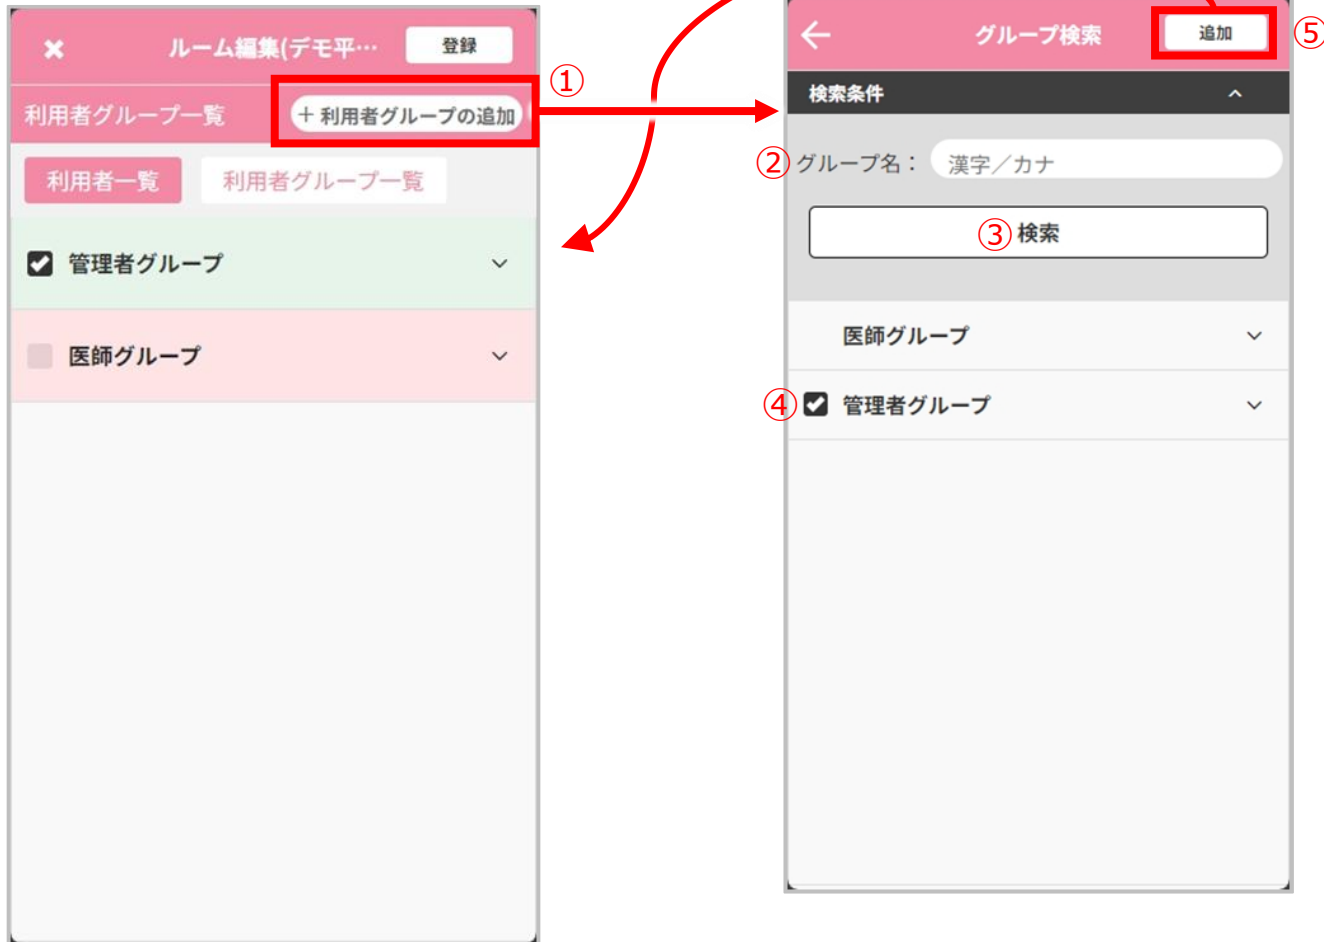 ルーム編集(デモ平…
登録
利用者グループ一覧
+ 利用者グループの追加
①
利用者一覧
利用者グループ一覧
管理者グループ
医師グループ
グループ検索
追加
⑤
検索条件
②グループ名：
漢字／カナ
③検索
医師グループ
④ 管理者グループ